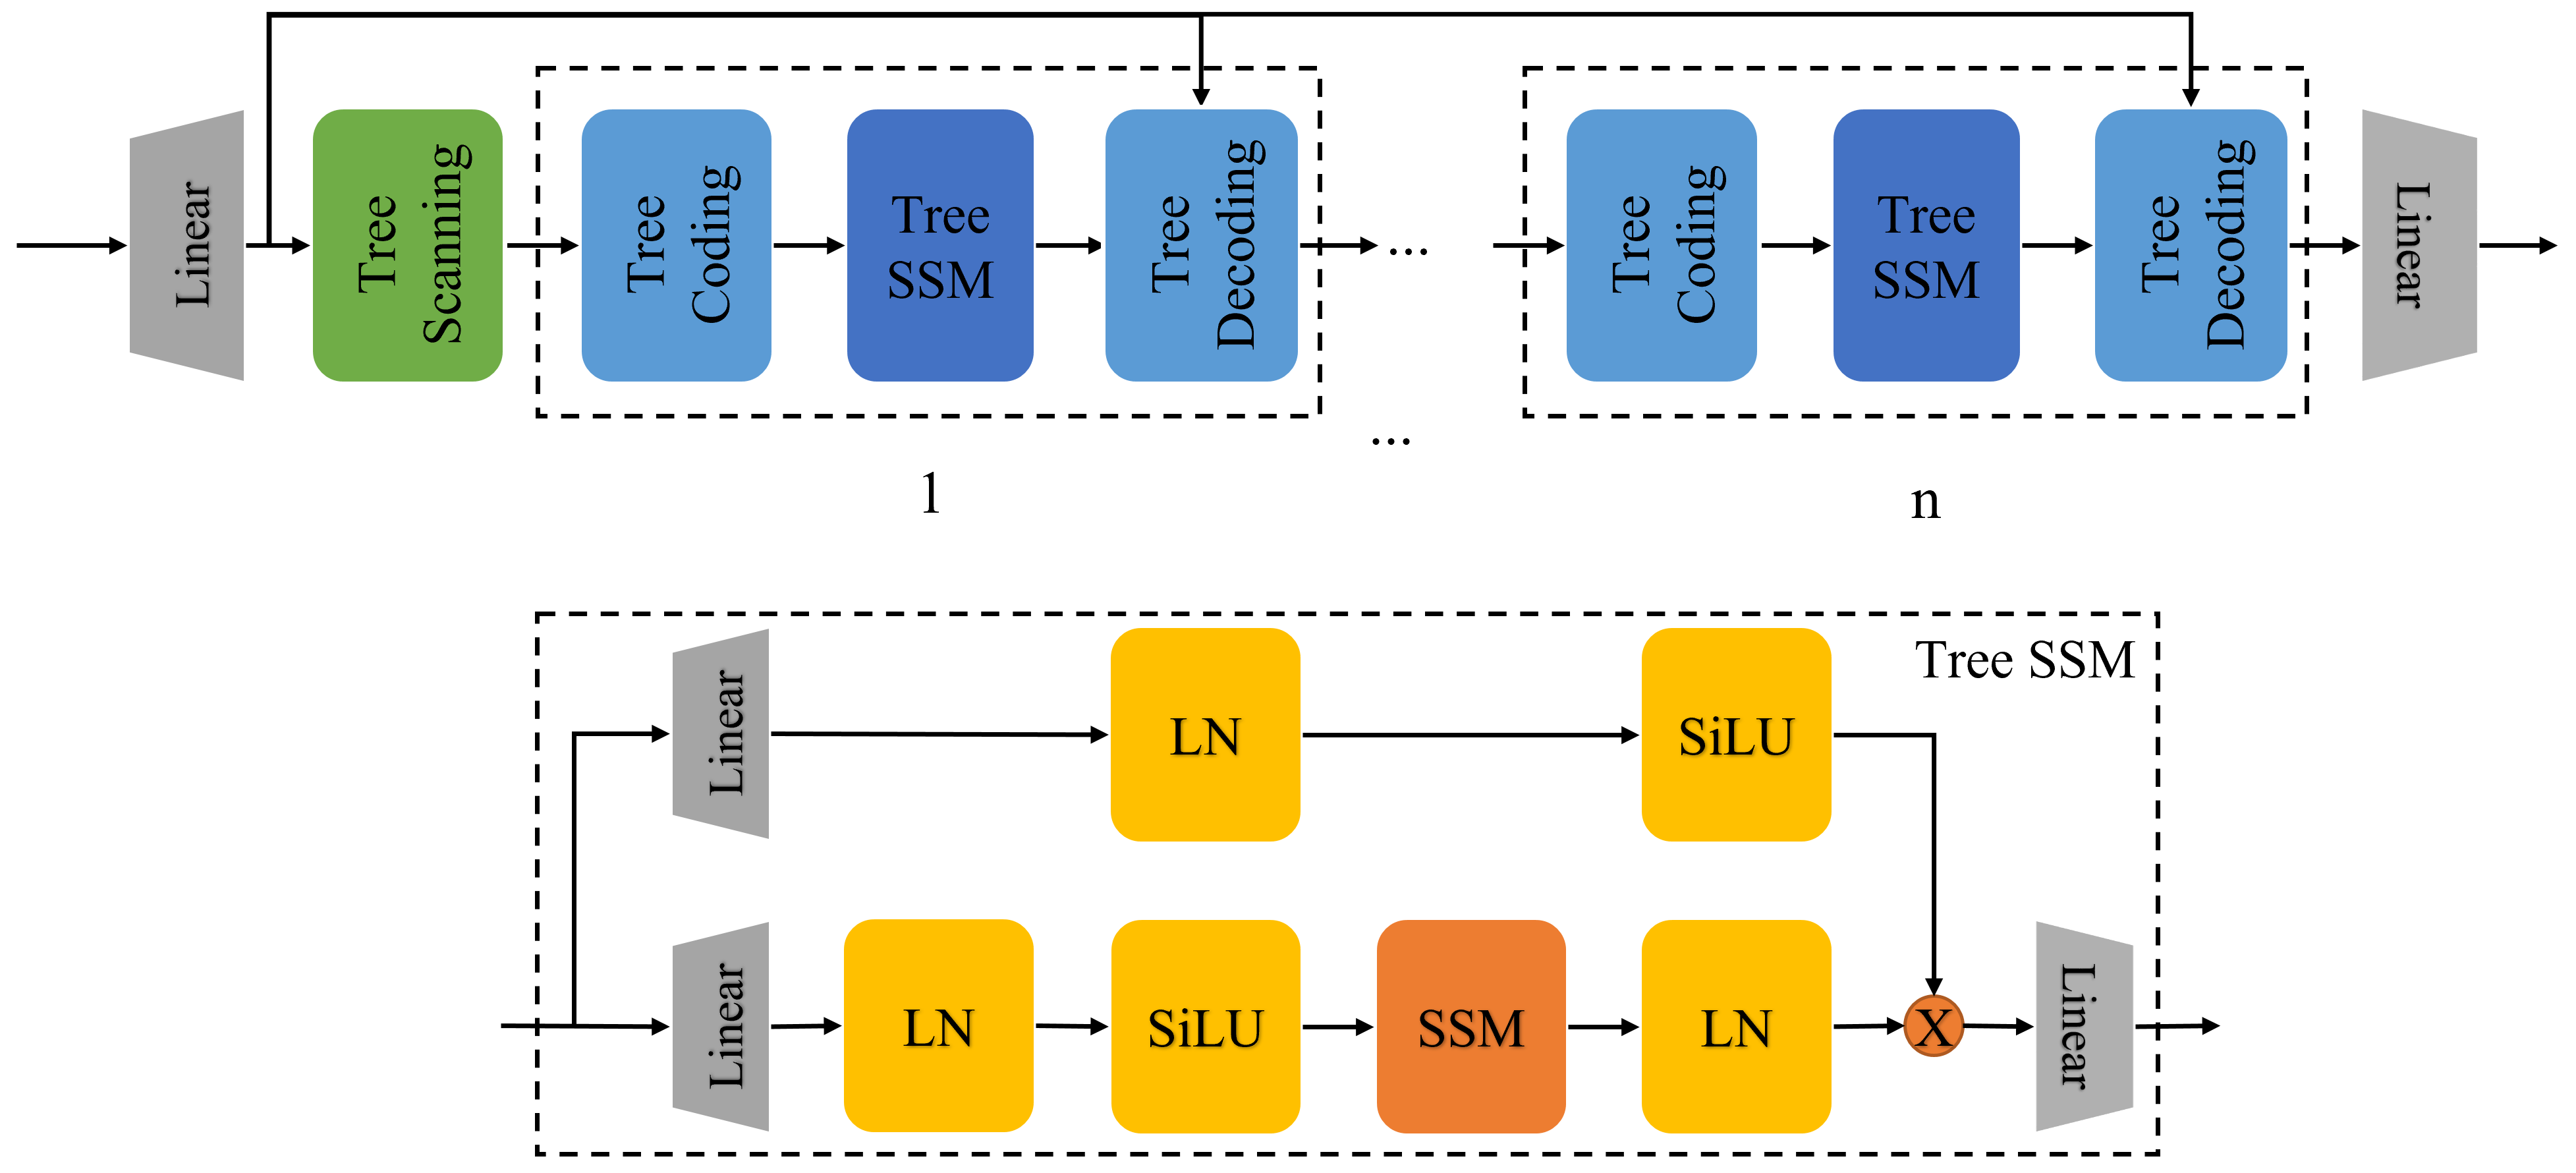 Linear
Tree
Scanning
Tree
Coding
Tree
SSM
Tree
Decoding
...
Tree
Coding
Tree
SSM
Tree
Decoding
Linear
...
1
n
Tree SSM
Linear
LN
SiLU
Linear
LN
SiLU
SSM
LN
X
Linear